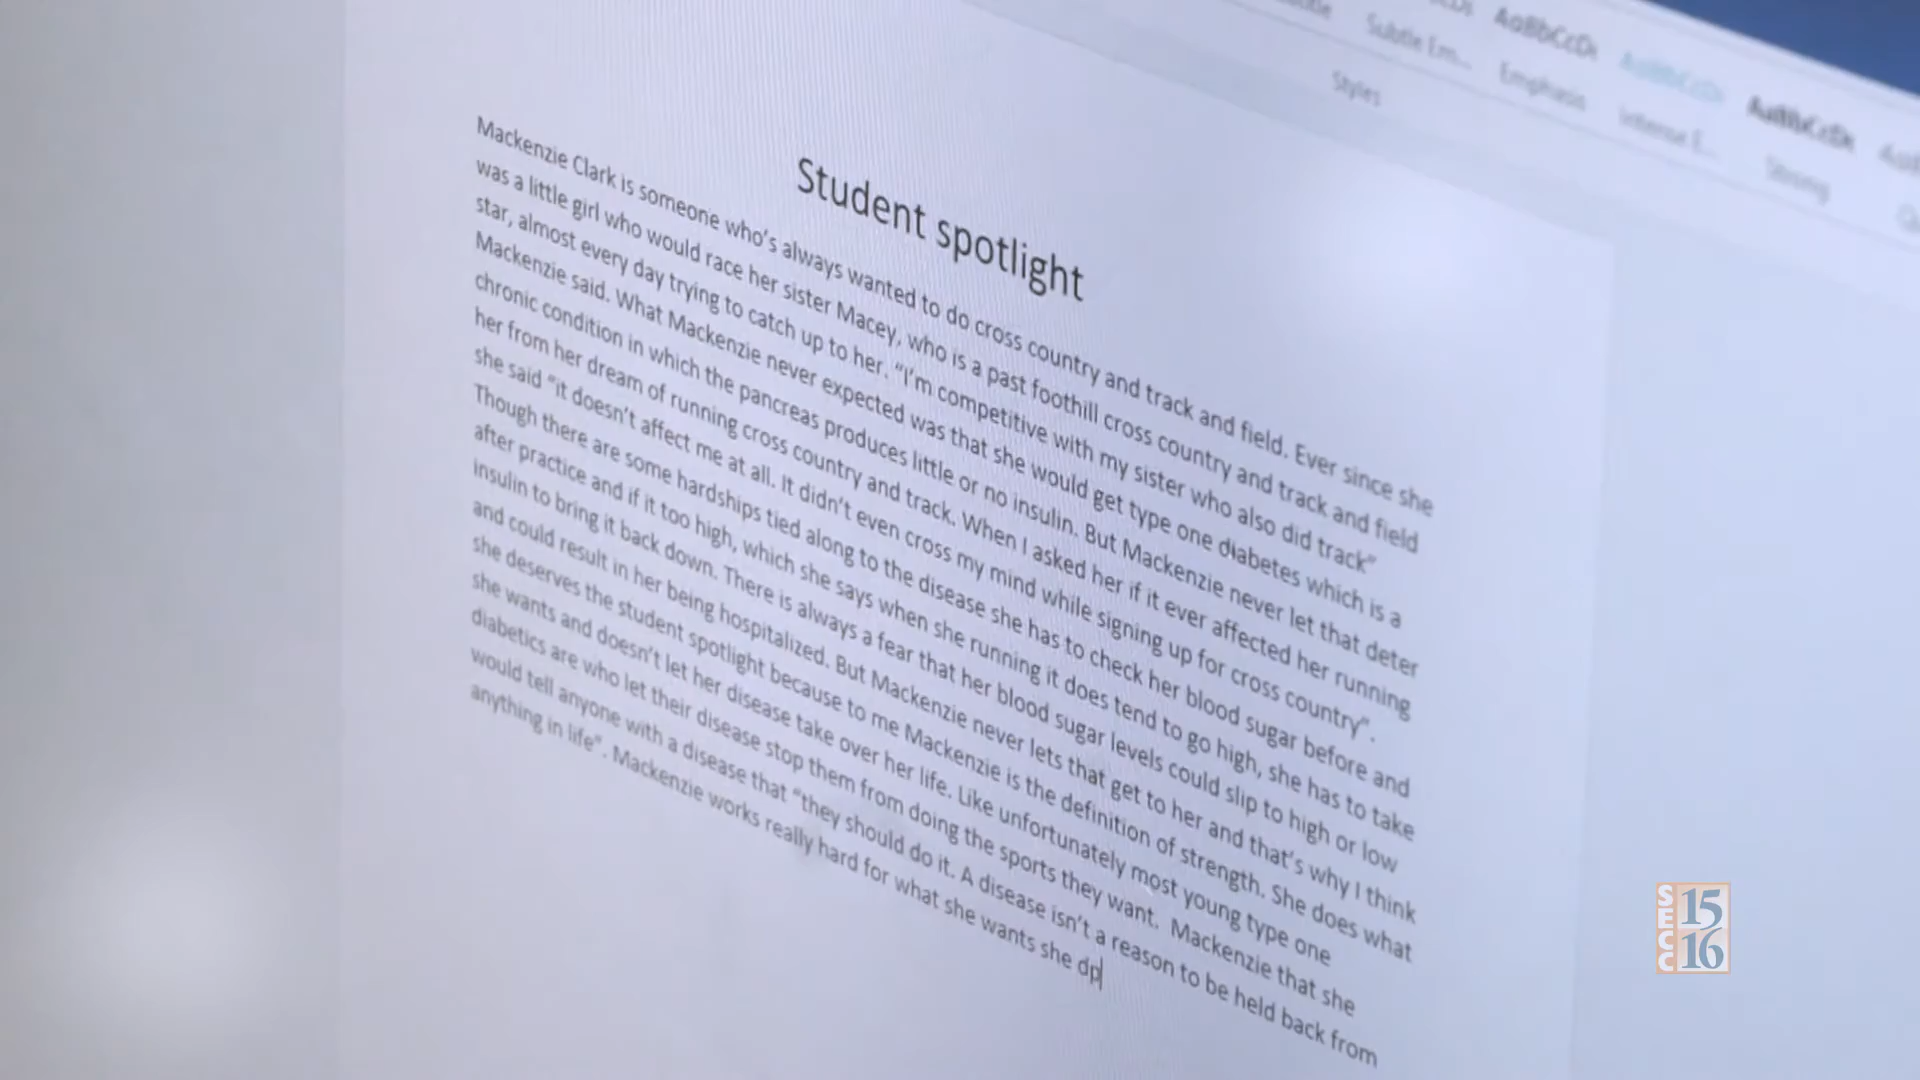 AaBbCcDc
Subtle Em...
Emphasis
Intense E...
Strong
Styles
Student spotlight
Mackenzie Clark is someone who's always wanted to do cross country and track and field. Ever since she
was a little girl who would race her sister Macey, who is a past foothill cross country and track and field
star, almost every day trying to catch up to her. "I'm competitive with my sister who also did track"
Mackenzie said. What Mackenzie never expected was that she would get type one diabetes which is a
chronic condition in which the pancreas produces little or no insulin. But Mackenzie never let that deter
her from her dream of running cross country and track. When I asked her if it ever affected her running
she said "it doesn't affect me at all. It didn't even cross my mind while signing up for cross country".
Though there are some hardships tied along to the disease she has to check her blood sugar before and
after practice and if it too high, which she says when she running it does tend to go high, she has to take
insulin to bring it back down. There is always a fear that her blood sugar levels could slip to high or low
and could result in her being hospitalized. But Mackenzie never lets that get to her and that's why I think
she deserves the student spotlight because to me Mackenzie is the definition of strength. She does what
she wants and doesn't let her disease take over her life. Like unfortunately most young type one
diabetics are who let their disease stop them from doing the sports they want. Mackenzie that she
would tell anyone with a disease that "they should do it. A disease isn't a reason to be held back from
anything in life". Mackenzie works really hard for what she wants she dp
SECC
15
16